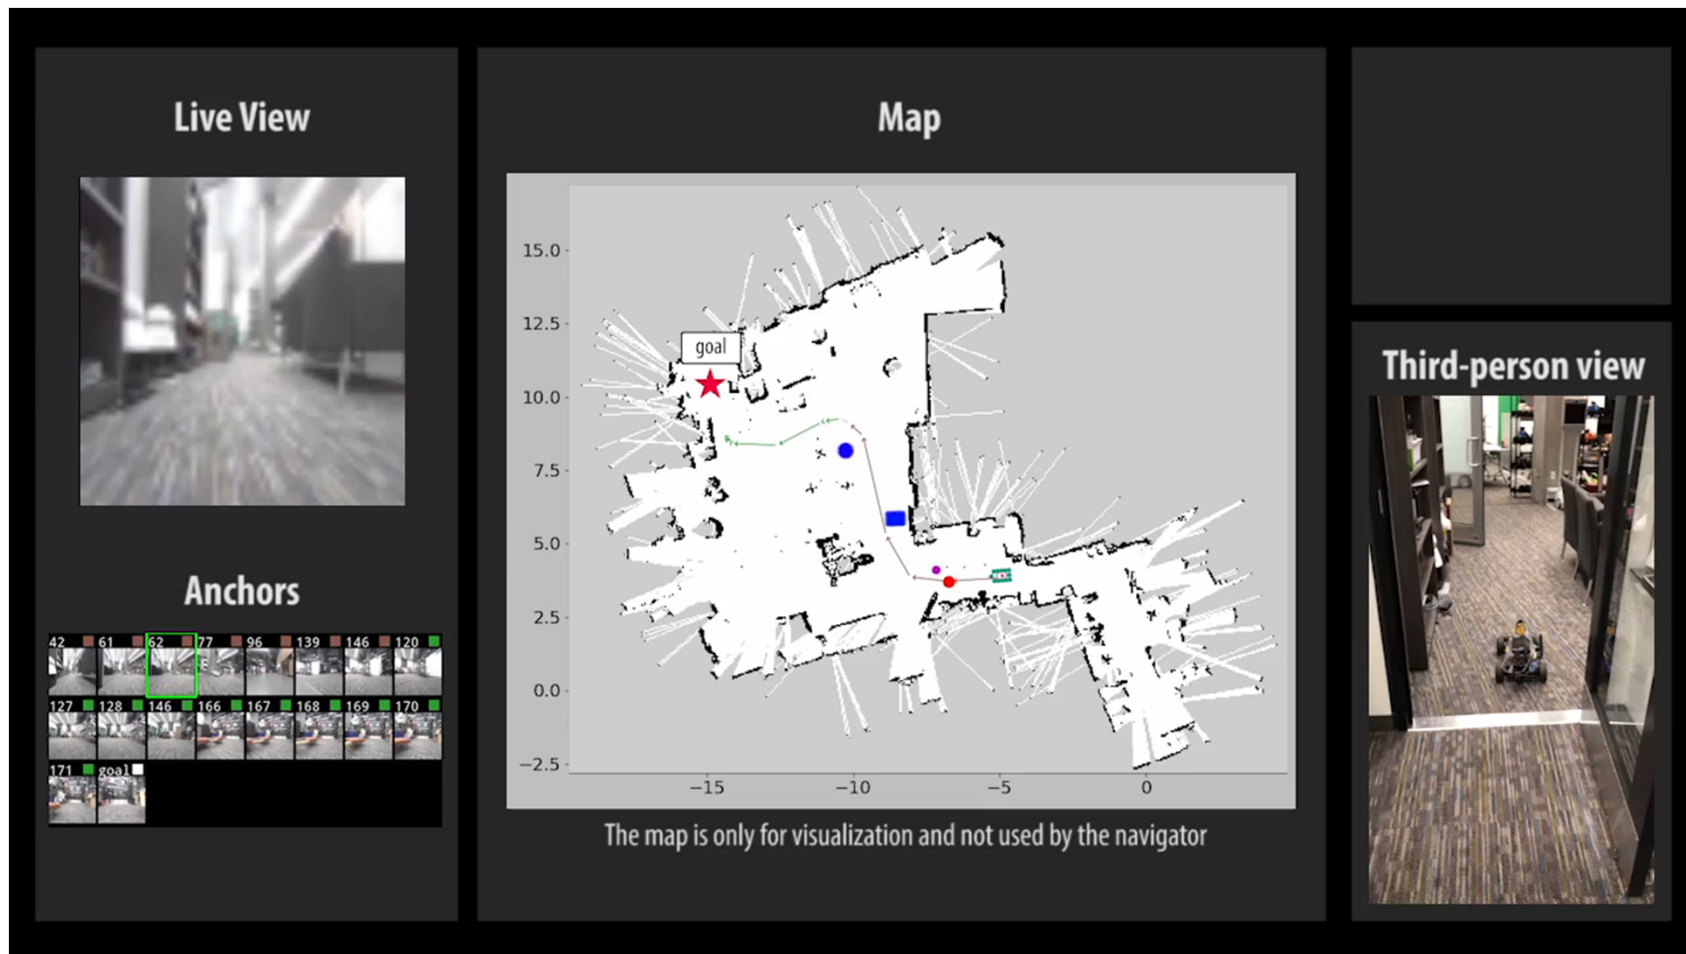 Live View
Map
15.0
12.5
10.0
7.5
5.0
2.5
0.0
−2.5
goal
−15
−10
−5
0
The map is only for visualization and not used by the navigator
Third-person view
Anchors
42 61 62 77 96 139 146 120
127 128 146 166 167 168 169 170
171 goal